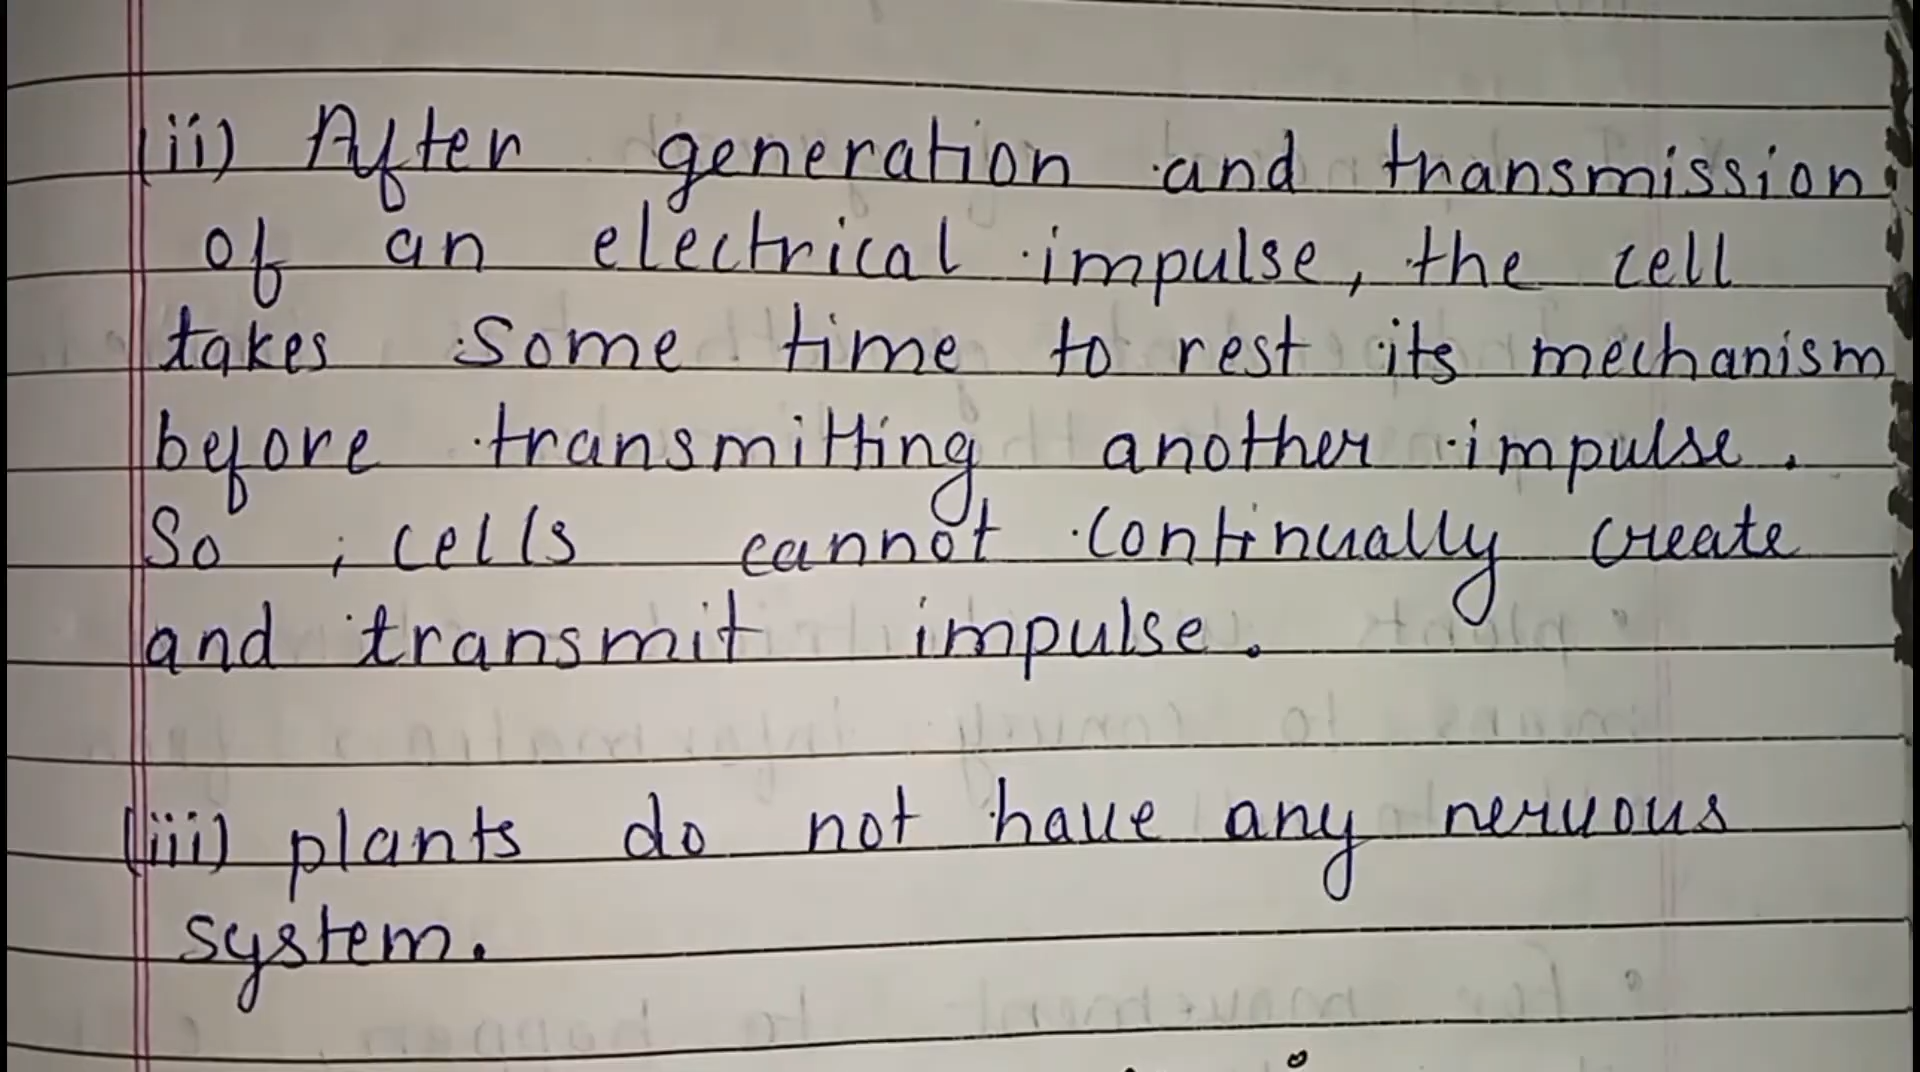 (ii) After generation and transmission
of an electrical impulse, the cell
takes some time to rest its mechanism
before transmitting another impulse.
So, cells cannot continually create
and transmit impulse.
(iii) plants do not have any nervous
system.